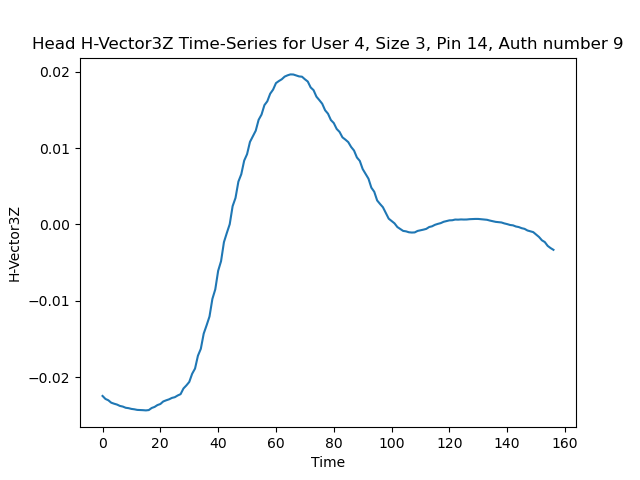 Head H-Vector3Z Time-Series for User 4, Size 3, Pin 14, Auth number 9
H-Vector3Z
0.02
0.01
0.00
−0.01
−0.02
0 20 40 60 80 100 120 140 160
Time